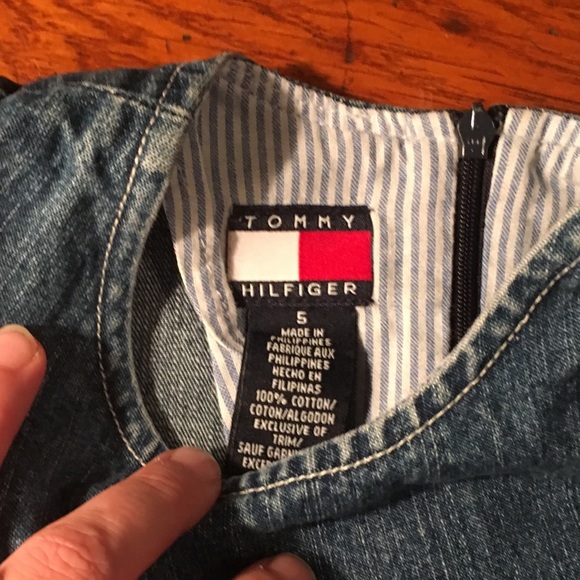 TOMMY
HILFIGER
5
MADE IN
PHILIPPINES
FABRIQUE AUX
PHILIPPINES
HECHO EN
FILIPINAS
100% COTTON/
COTON/ALGODON
EXCLUSIVE OF
TRIM/
SAUF